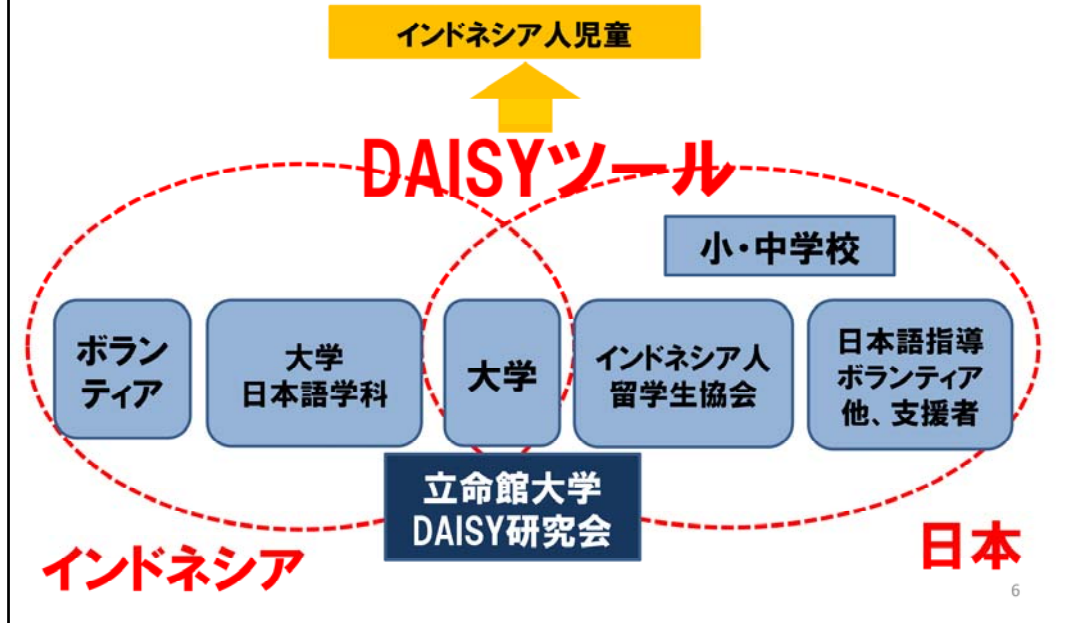 インドネシア人児童
DAISYツール
小・中学校
ボラン
ティア
大学
日本語学科
大学
インドネシア人
留学生協会
日本語指導
ボランティア
他、支援者
立命館大学
DAISY研究会
インドネシア
日本
6